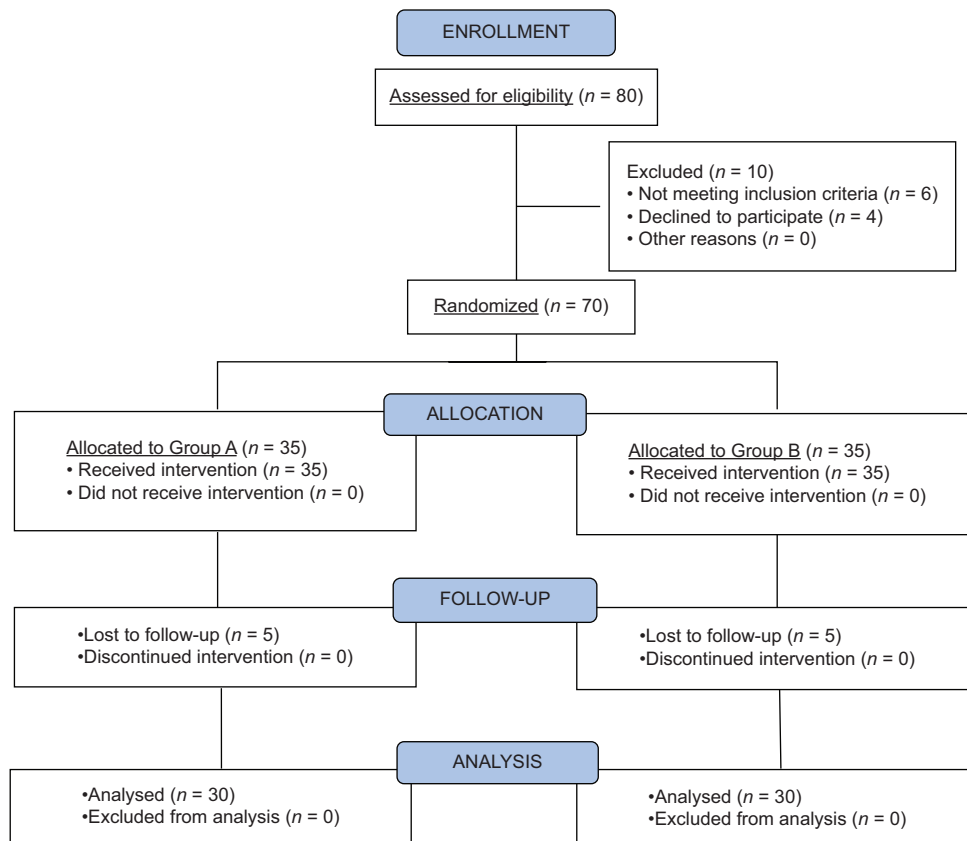 ENROLLMENT
Assessed for eligibility (n = 80)
Excluded (n = 10)
• Not meeting inclusion criteria (n = 6)
• Declined to participate (n = 4)
• Other reasons (n = 0)
Randomized (n = 70)
ALLOCATION
Allocated to Group A (n = 35)
• Received intervention (n = 35)
• Did not receive intervention (n = 0)
Allocated to Group B (n = 35)
• Received intervention (n = 35)
• Did not receive intervention (n = 0)
FOLLOW-UP
•Lost to follow-up (n = 5)
•Discontinued intervention (n = 0)
•Lost to follow-up (n = 5)
•Discontinued intervention (n = 0)
ANALYSIS
•Analysed (n = 30)
•Excluded from analysis (n = 0)
•Analysed (n = 30)
•Excluded from analysis (n = 0)